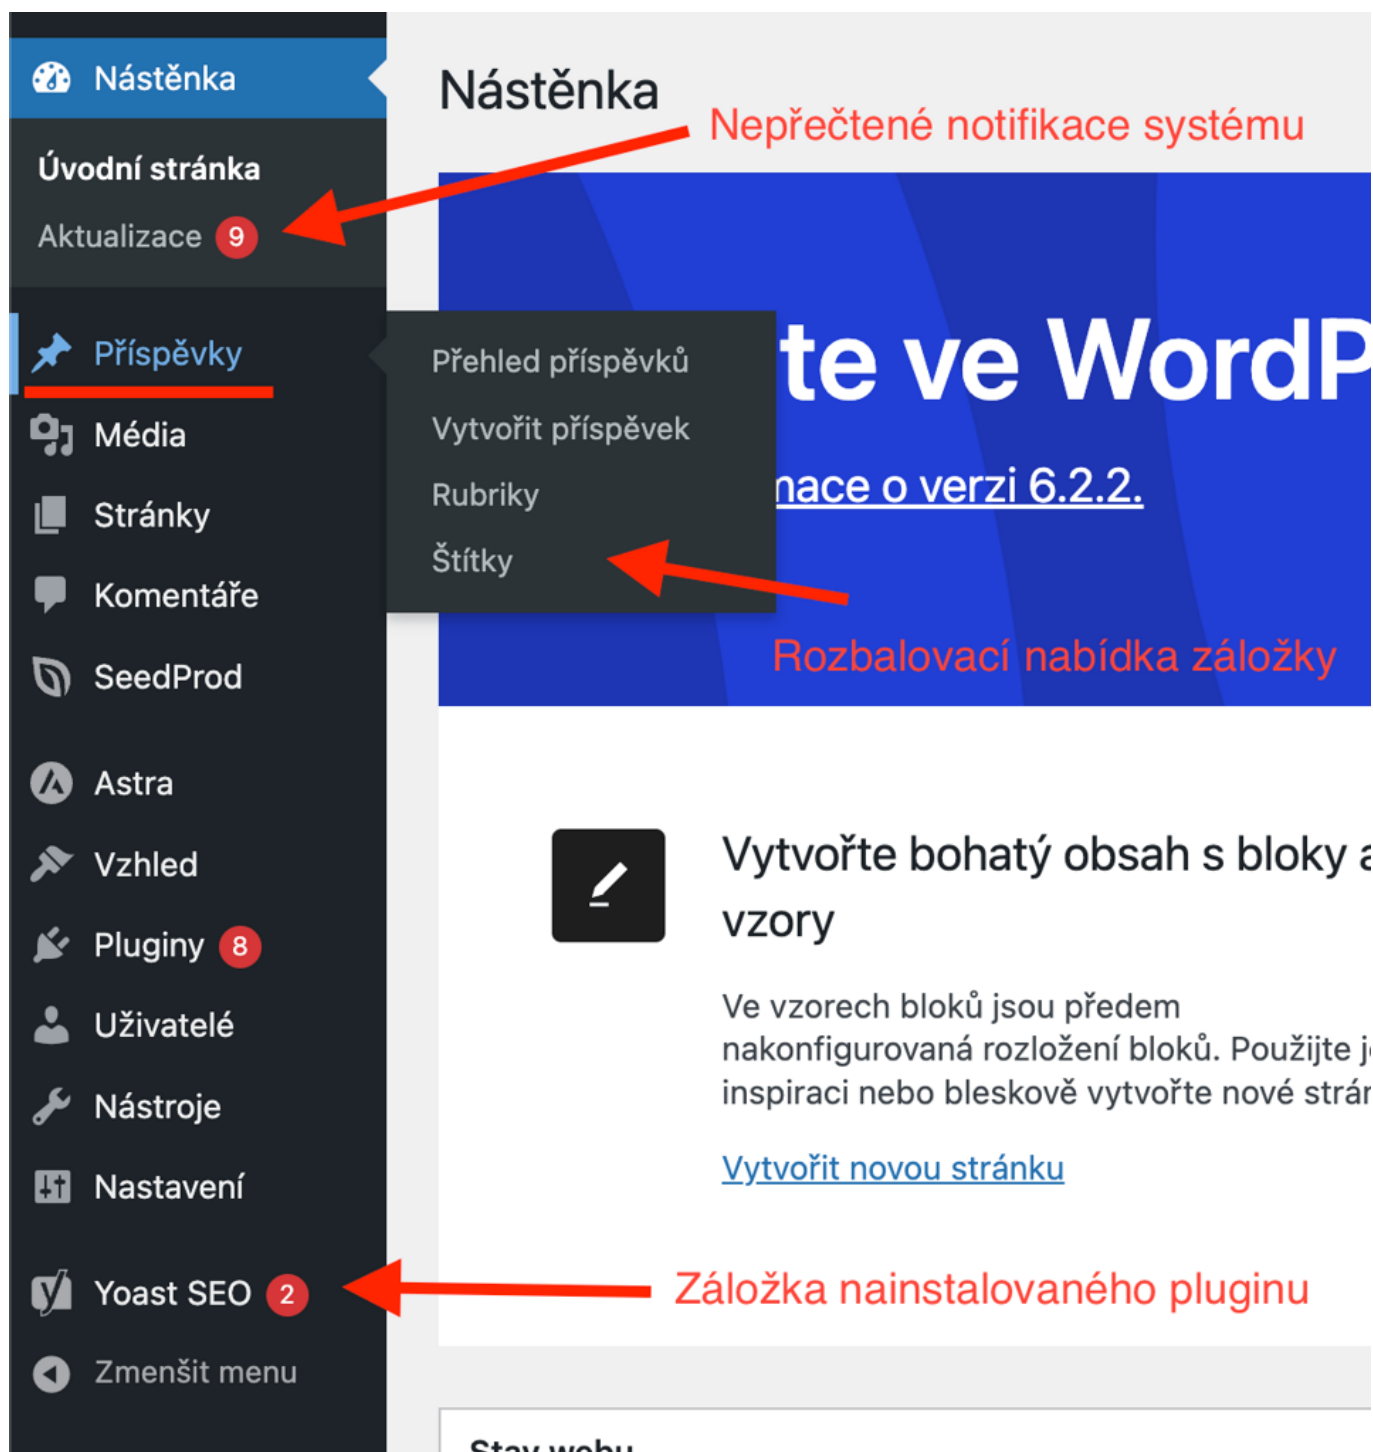 Nástěnka
Úvodní stránka
Aktualizace 9
Příspěvky
Média
Stránky
Komentáře
SeedProd
Astra
Vzhled
Pluginy 8
Uživatelé
Nástroje
Nastavení
Yoast SEO 2
Zmenšit menu
Přehled příspěvků
Vytvořit příspěvek
Rubriky
Štítky
Nástěnka
Nepřečtené notifikace systému
te ve WordP
mace o verzi 6.2.2.
Rozbalovací nabídka záložky
Vytvořte bohatý obsah s bloky a
vzory
Ve vzorech bloků jsou předem
nakonfigurovaná rozložení bloků. Použijte
inspiraci nebo bleskově vytvořte nové
Vytvořit novou stránku
Záložka nainstalovaného pluginu
Stav webu